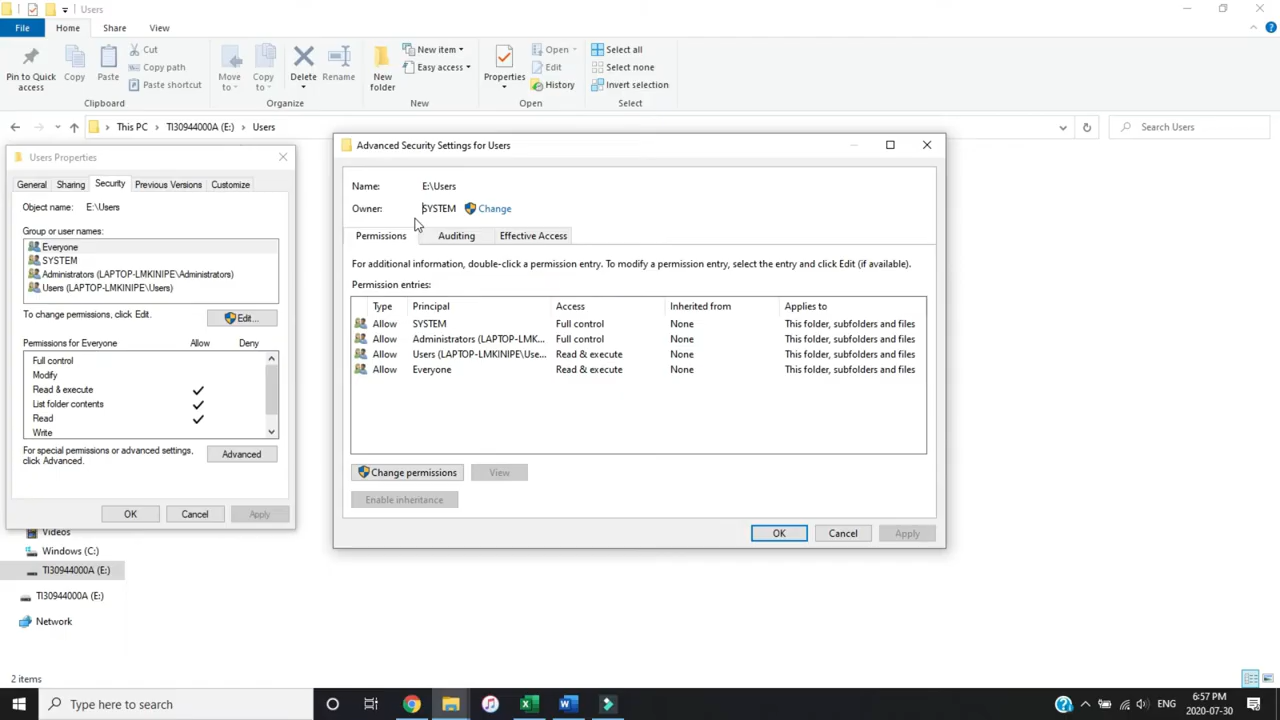 Users
File Home Share View
Pin to Quick access
Copy
Paste
Cut
Copy path
Paste shortcut
Clipboard
Move to
Copy to
Delete
Rename
Organize
New folder
New item
Easy access
New
Properties
Open
Edit
History
Open
Select all
Select none
Invert selection
Select
This PC > TI30944000A (E:) > Users
Search Users
Users Properties
General Sharing Security Previous Versions Customize
Object name: E:\Users
Group or user names:
Everyone
SYSTEM
Administrators (LAPTOP-LMKINIPE\Administrators)
Users (LAPTOP-LMKINIPE\Users)
To change permissions, click Edit. Edit...
Permissions for Everyone Allow Deny
Full control
Modify
Read & execute
List folder contents
Read
Write
For special permissions or advanced settings,
click Advanced.
Advanced
OK Cancel Apply
Advanced Security Settings for Users
Name: E:\Users
Owner: SYSTEM Change
Permissions Auditing Effective Access
For additional information, double-click a permission entry. To modify a permission entry, select the entry and click Edit (if available).
Permission entries:
Type Principal Access Inherited from Applies to
Allow SYSTEM Full control None This folder, subfolders and files
Allow Administrators (LAPTOP-LMK... Full control None This folder, subfolders and files
Allow Users (LAPTOP-LMKINIPE\Use... Read & execute None This folder, subfolders and files
Allow Everyone Read & execute None This folder, subfolders and files
Change permissions View
Enable inheritance
OK Cancel Apply
Videos
Windows (C:)
TI30944000A (E:)
TI30944000A (E:)
Network
2 items
Type here to search
ENG
6:57 PM
2020-07-30